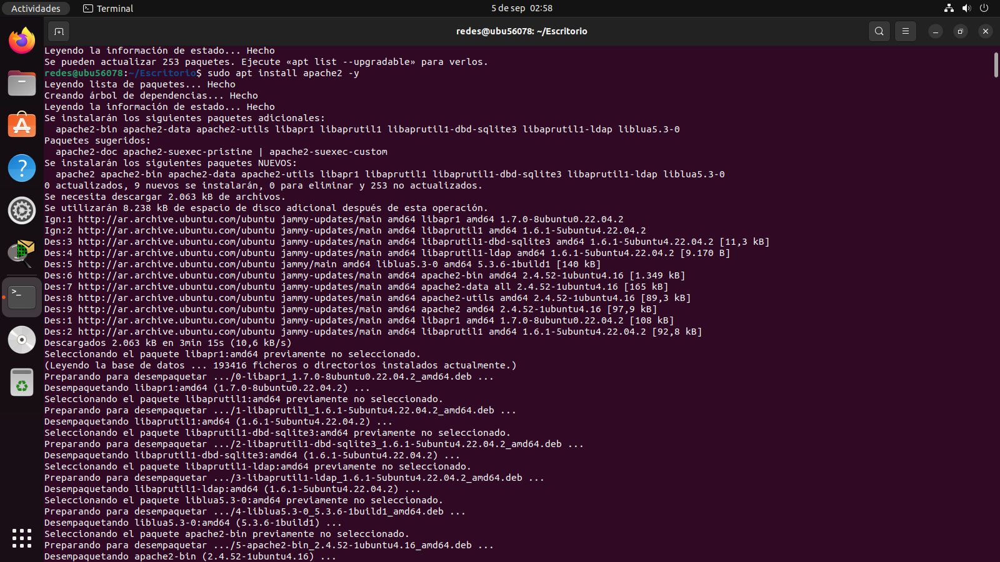 Actividades
Terminal
5 de sep 02:58
redes@ubu56078: ~/Escritorio
Leyendo la información de estado... Hecho
Se pueden actualizar 253 paquetes. Ejecute «apt list --upgradable» para verlos.
redes@ubu56078:~/Escritorio$ sudo apt install apache2 -y
Leyendo lista de paquetes... Hecho
Creando árbol de dependencias... Hecho
Leyendo la información de estado... Hecho
Se instalarán los siguientes paquetes adicionales:
  apache2-bin apache2-data apache2-utils libapr1 libaprutil1 libaprutil1-dbd-sqlite3 libaprutil1-ldap liblua5.3-0
Paquetes sugeridos:
  apache2-doc apache2-suexec-pristine | apache2-suexec-custom
Se instalarán los siguientes paquetes NUEVOS:
  apache2 apache2-bin apache2-data apache2-utils libapr1 libaprutil1 libaprutil1-dbd-sqlite3 libaprutil1-ldap liblua5.3-0
0 actualizados, 9 nuevos se instalarán, 0 para eliminar y 253 no actualizados.
Se necesita descargar 2.063 kB de archivos.
Se utilizarán 8.238 kB de espacio de disco adicional después de esta operación.
Ign:1 http://ar.archive.ubuntu.com/ubuntu jammy-updates/main amd64 libapr1 amd64 1.7.0-8ubuntu0.22.04.2
Ign:2 http://ar.archive.ubuntu.com/ubuntu jammy-updates/main amd64 libaprutil1 amd64 1.6.1-5ubuntu4.22.04.2
Des:3 http://ar.archive.ubuntu.com/ubuntu jammy-updates/main amd64 libaprutil1-dbd-sqlite3 amd64 1.6.1-5ubuntu4.22.04.2 [11,3 kB]
Des:4 http://ar.archive.ubuntu.com/ubuntu jammy-updates/main amd64 libaprutil1-ldap amd64 1.6.1-5ubuntu4.22.04.2 [9.170 B]
Des:5 http://ar.archive.ubuntu.com/ubuntu jammy/main amd64 liblua5.3-0 amd64 5.3.6-1build1 [140 kB]
Des:6 http://ar.archive.ubuntu.com/ubuntu jammy-updates/main amd64 apache2-bin amd64 2.4.52-1ubuntu4.16 [1.349 kB]
Des:7 http://ar.archive.ubuntu.com/ubuntu jammy-updates/main amd64 apache2-data all 2.4.52-1ubuntu4.16 [165 kB]
Des:8 http://ar.archive.ubuntu.com/ubuntu jammy-updates/main amd64 apache2-utils amd64 2.4.52-1ubuntu4.16 [89,3 kB]
Des:9 http://ar.archive.ubuntu.com/ubuntu jammy-updates/main amd64 apache2 amd64 2.4.52-1ubuntu4.16 [97,9 kB]
Des:1 http://ar.archive.ubuntu.com/ubuntu jammy-updates/main amd64 libapr1 amd64 1.7.0-8ubuntu0.22.04.2 [108 kB]
Des:2 http://ar.archive.ubuntu.com/ubuntu jammy-updates/main amd64 libaprutil1 amd64 1.6.1-5ubuntu4.22.04.2 [92,8 kB]
Descargados 2.063 kB en 3min 15s (10,6 kB/s)
Seleccionando el paquete libapr1:amd64 previamente no seleccionado.
(Leyendo la base de datos ... 193416 ficheros o directorios instalados actualmente.)
Preparando para desempaquetar .../0-libapr1_1.7.0-8ubuntu0.22.04.2_amd64.deb ...
Desempaquetando libapr1:amd64 (1.7.0-8ubuntu0.22.04.2) ...
Seleccionando el paquete libaprutil1:amd64 previamente no seleccionado.
Preparando para desempaquetar .../1-libaprutil1_1.6.1-5ubuntu4.22.04.2_amd64.deb ...
Desempaquetando libaprutil1:amd64 (1.6.1-5ubuntu4.22.04.2) ...
Seleccionando el paquete libaprutil1-dbd-sqlite3:amd64 previamente no seleccionado.
Preparando para desempaquetar .../2-libaprutil1-dbd-sqlite3_1.6.1-5ubuntu4.22.04.2_amd64.deb ...
Desempaquetando libaprutil1-dbd-sqlite3:amd64 (1.6.1-5ubuntu4.22.04.2) ...
Seleccionando el paquete libaprutil1-ldap:amd64 previamente no seleccionado.
Preparando para desempaquetar .../3-libaprutil1-ldap_1.6.1-5ubuntu4.22.04.2_amd64.deb ...
Desempaquetando libaprutil1-ldap:amd64 (1.6.1-5ubuntu4.22.04.2) ...
Seleccionando el paquete liblua5.3-0:amd64 previamente no seleccionado.
Preparando para desempaquetar .../4-liblua5.3-0_5.3.6-1build1_amd64.deb ...
Desempaquetando liblua5.3-0:amd64 (5.3.6-1build1) ...
Seleccionando el paquete apache2-bin previamente no seleccionado.
Preparando para desempaquetar .../5-apache2-bin_2.4.52-1ubuntu4.16_amd64.deb ...
Desempaquetando apache2-bin (2.4.52-1ubuntu4.16) ...